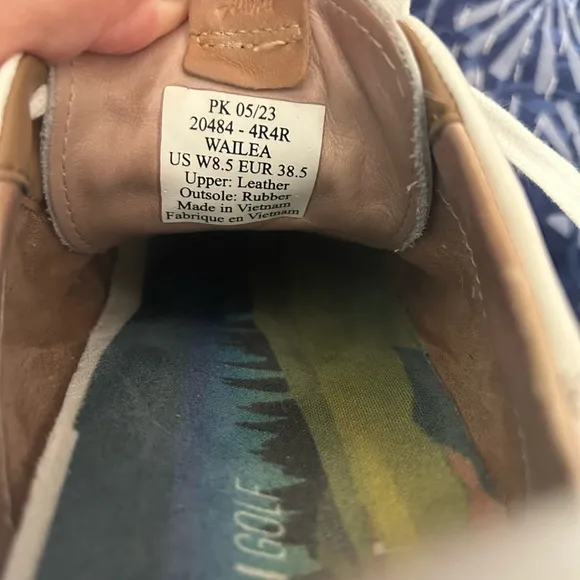 PK 05/23
20484 - 4R4R
WAILEA
US W8.5 EUR 38.5
Upper: Leather
Outsole: Rubber
Made in Vietnam
Fabrique en Vietnam
GOLF